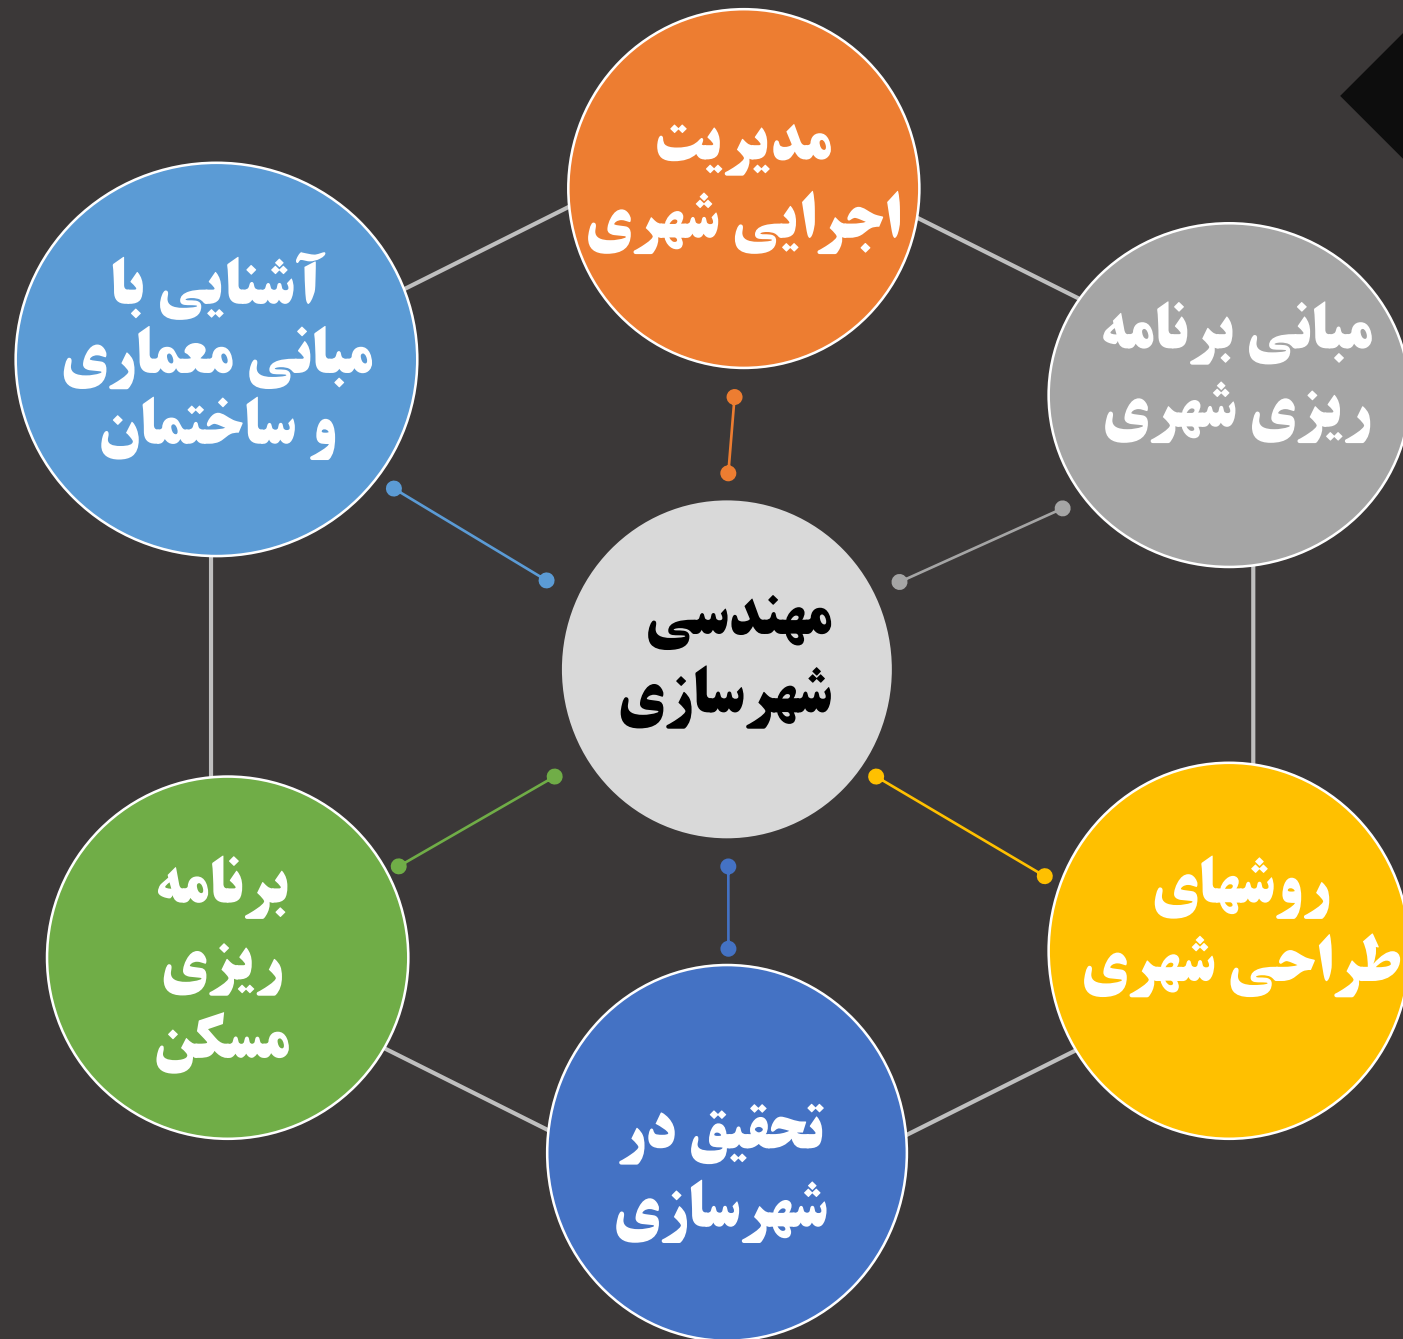 مدیریت
اجرایی شهری
مبانی برنامه
ریزی شهری
آشنایی با
مبانی معماری
و ساختمان
مهندسی
شهرسازی
روشهای
طراحی شهری
برنامه
ریزی
مسکن
تحقیق در
شهرسازی